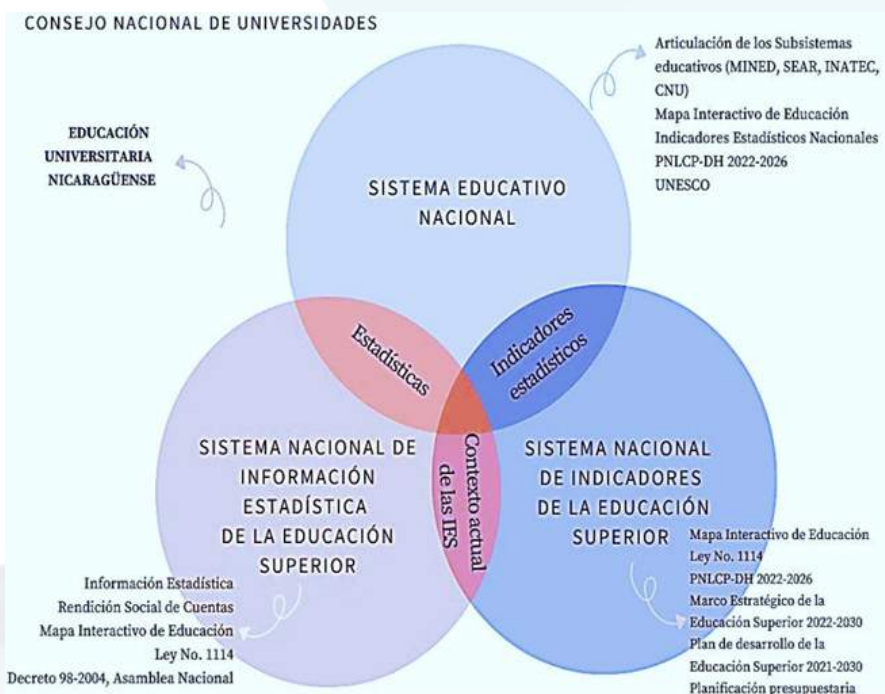 CONSEJO NACIONAL DE UNIVERSIDADES
Articulación de los Subsistemas
educativos (MINED, SEAR, INATEC,
CNU)
Mapa Interactivo de Educación
Indicadores Estadísticos Nacionales
PNLCP-DH 2022-2026
UNESCO
EDUCACIÓN
UNIVERSITARIA
NICARAGÜENSE
SISTEMA EDUCATIVO
NACIONAL
Estadísticas
Indicadores
estadísticos
Contexto actual
de las IES
SISTEMA NACIONAL DE
INFORMACIÓN
ESTADÍSTICA
DE LA EDUCACIÓN
SUPERIOR
SISTEMA NACIONAL
DE INDICADORES
DE LA EDUCACIÓN
SUPERIOR
Información Estadística
Rendición Social de Cuentas
Mapa Interactivo de Educación
Ley No. 1114
Decreto 98-2004, Asamblea Nacional
Mapa Interactivo de Educación
Ley No. 1114
PNLCP-DH 2022-2026
Marco Estratégico de la
Educación Superior 2022-2030
Plan de desarrollo de la
Educación Superior 2021-2030
Planificación presupuestaria